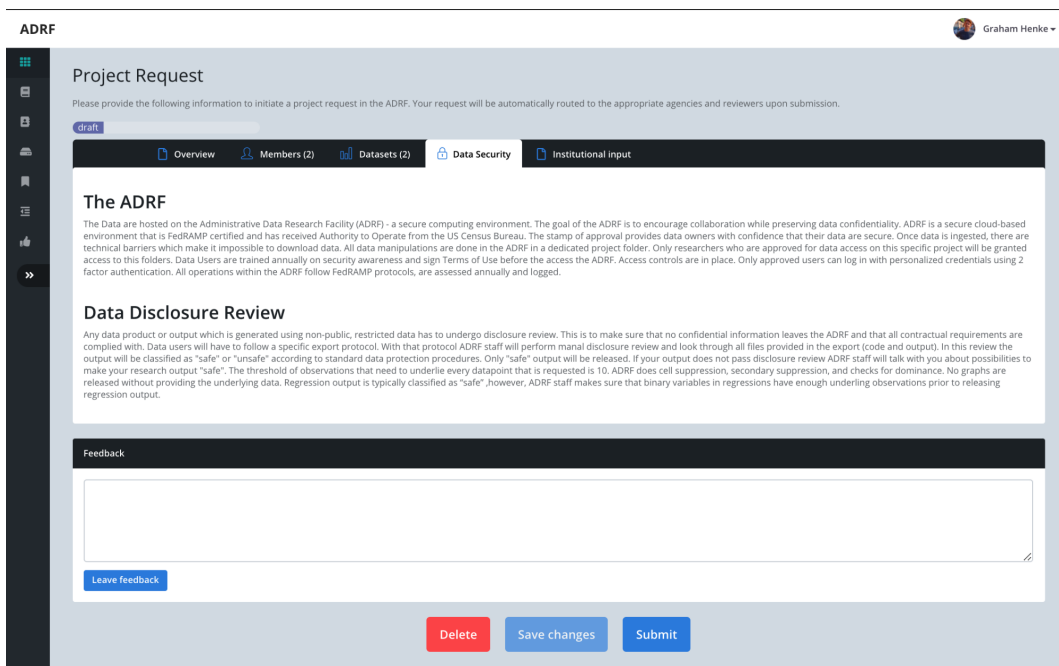 ADRF
Graham Henke
Project Request
Please provide the following information to initiate a project request in the ADRF. Your request will be automatically routed to the appropriate agencies and reviewers upon submission.
draft
Overview Members (2) Datasets (2) Data Security Institutional input
The ADRF
The Data are hosted on the Administrative Data Research Facility (ADRF) - a secure computing environment. The goal of the ADRF is to encourage collaboration while preserving data confidentiality. ADRF is a secure cloud-based
environment that is FedRAMP certified and has received Authority to Operate from the US Census Bureau. The stamp of approval provides data owners with confidence that their data are secure. Once data is ingested, there are
technical barriers which make it impossible to download data. All data manipulations are done in the ADRF in a dedicated project folder. Only researchers who are approved for data access on this specific project will be granted
access to this folders. Data Users are trained annually on security awareness and sign Terms of Use before the access the ADRF. Access controls are in place. Only approved users can log in with personalized credentials using 2
factor authentication. All operations within the ADRF follow FedRAMP protocols, are assessed annually and logged.
Data Disclosure Review
Any data product or output which is generated using non-public, restricted data has to undergo disclosure review. This is to make sure that no confidential information leaves the ADRF and that all contractual requirements are
complied with. Data users will have to follow a specific export protocol. With that protocol ADRF staff will perform manal disclosure review and look through all files provided in the export (code and output). In this review the
output will be classified as "safe" or "unsafe" according to standard data protection procedures. Only "safe" output will be released. If your output does not pass disclosure review ADRF staff will talk with you about possibilities to
make your research output "safe". The threshold of observations that need to underlie every datapoint that is requested is 10. ADRF does cell suppression, secondary suppression, and checks for dominance. No graphs are
released without providing the underlying data. Regression output is typically classified as "safe" ,however, ADRF staff makes sure that binary variables in regressions have enough underling observations prior to releasing
regression output.
Feedback
Leave feedback
Delete Save changes Submit